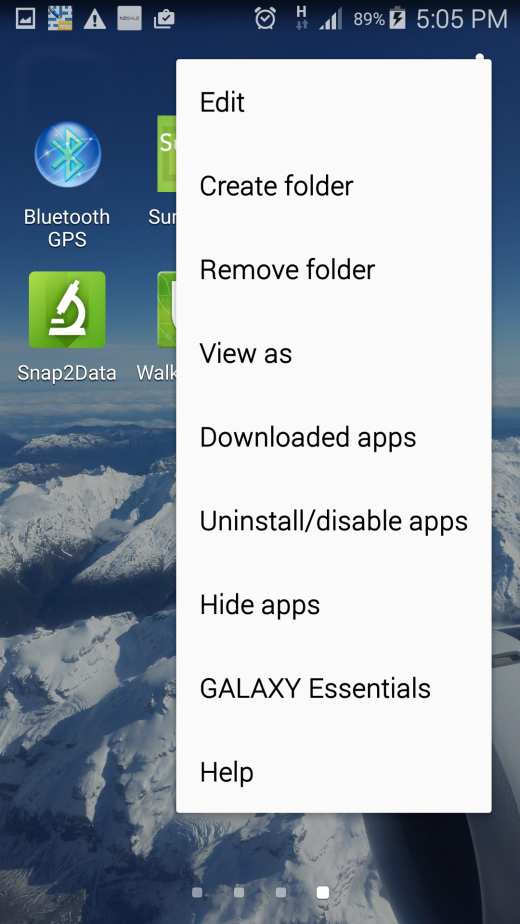 H 89% 5:05 PM
Edit
Create folder
Remove folder
View as
Downloaded apps
Uninstall/disable apps
Hide apps
GALAXY Essentials
Help
Bluetooth
GPS
Snap2Data